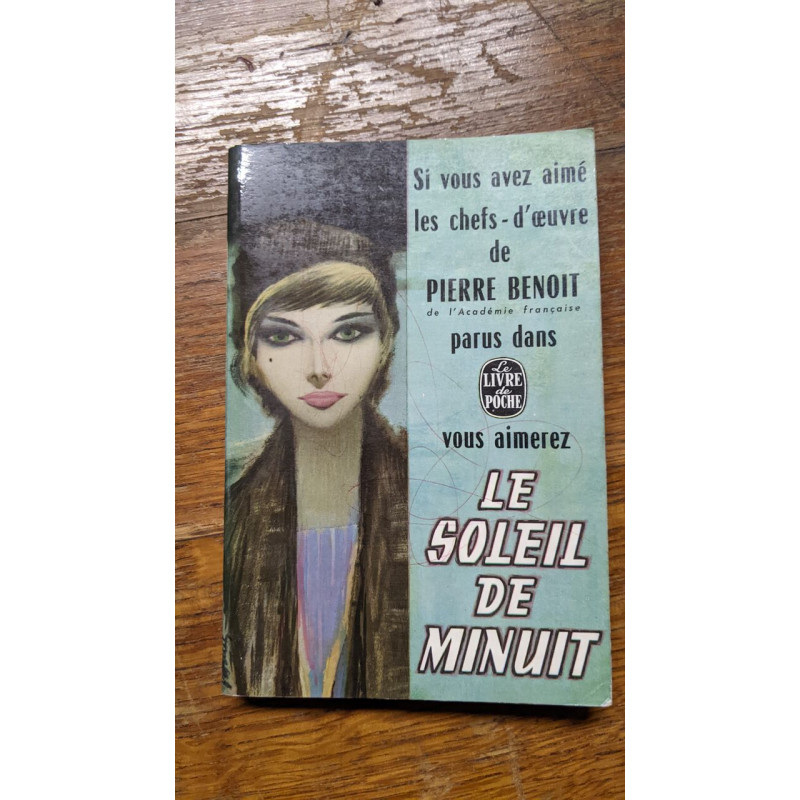 Si vous avez aimé
les chefs-d'œuvre
de
PIERRE BENOIT
de l'Académie française
parus dans
Le
LIVRE
de
POCHE
vous aimerez
LE
SOLEIL
DE
MINUIT